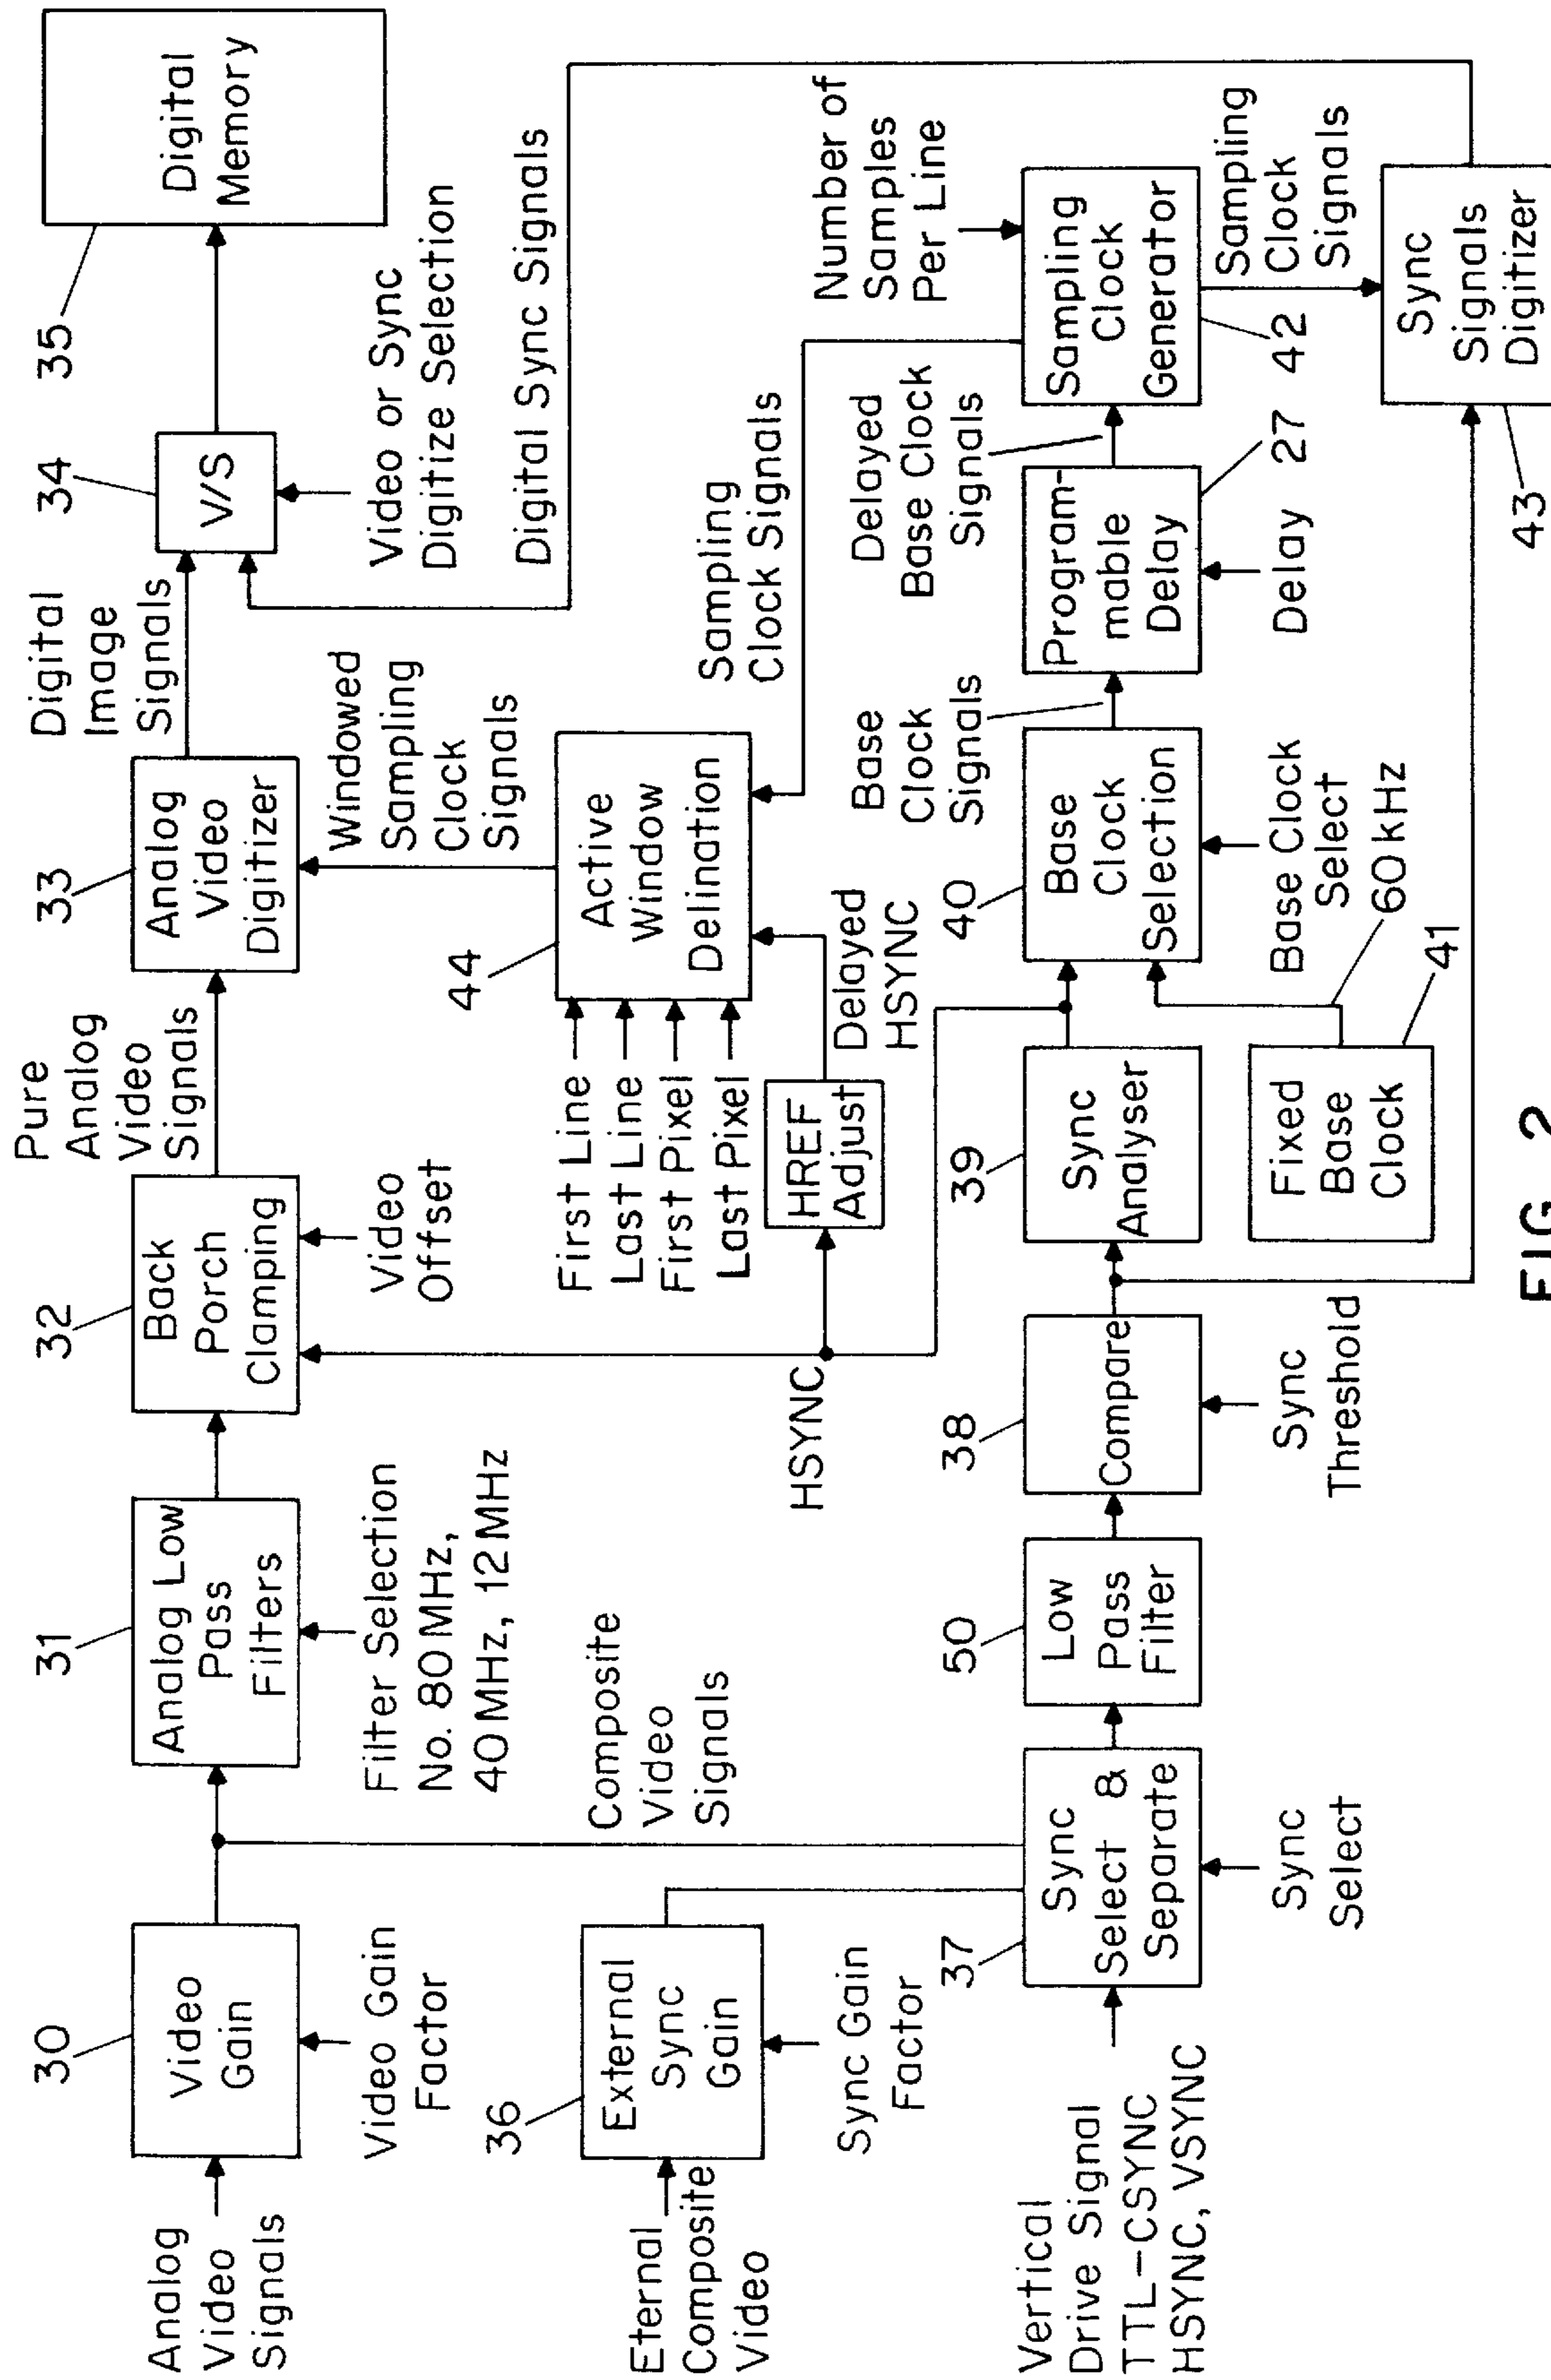 Analog
Video
Signals
30
Video
Gain
Video Gain
Factor
31
Analog Low
Pass
Filters
Filter Selection
No. 80 MHz,
40 MHz, 12 MHz
32
Back
Porch
Clamping
Video
Offset
Pure
Analog
Video
Signals
33
Analog
Video
Digitizer
Digital
Image
Signals
34
V/S
Video or Sync
Digitize Selection
35
Digital
Memory
Digital Sync Signals
Windowed
Sampling
Clock
Signals
44
Active
Window
Delination
First Line
Last Line
First Pixel
Last Pixel
HREF
Adjust
Delayed
HSYNC
HSYNC
Sampling
Clock Signals
Composite
Video
Signals
Eternal
Composite
Video
36
External
Sync
Gain
Sync Gain
Factor
Vertical
Drive Signal
TTL-CSYNC
HSYNC, VSYNC
37
Sync
Select &
Separate
Sync
Select
50
Low
Pass
Filter
38
Compare
Sync
Threshold
39
Sync
Analyser
Fixed
Base
Clock
41
60 kHz
40
Base
Clock
Selection
Base Clock
Select
Base
Clock
Signals
Program-
mable
Delay
27
Delay
Delayed
Base Clock
Signals
Number of
Samples
Per Line
Sampling
Clock
Generator
42
Sampling
Clock
Signals
43
Sync
Signals
Digitizer
FIG. 2